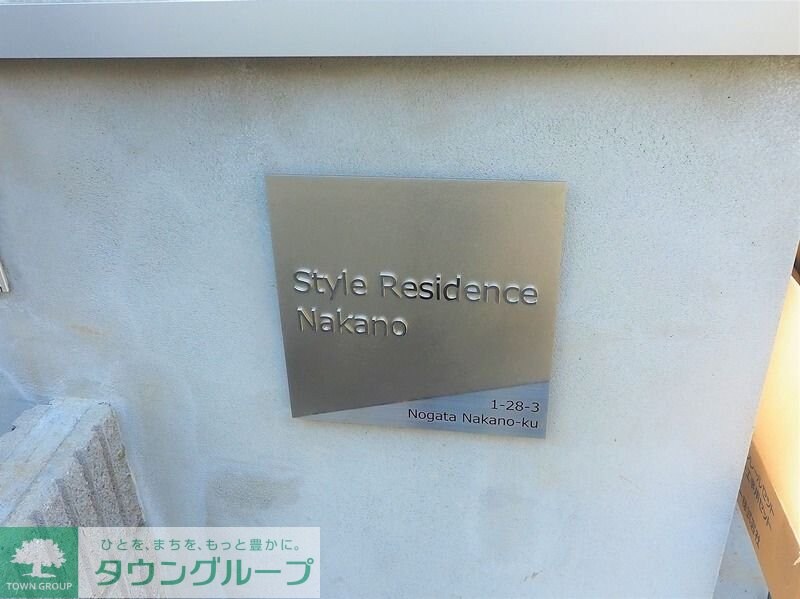 Style Residence
Nakano
1-28-3
Nogata Nakano-ku
ひとを、まちを、もっと豊かに。
タウングループ
TOWN GROUP